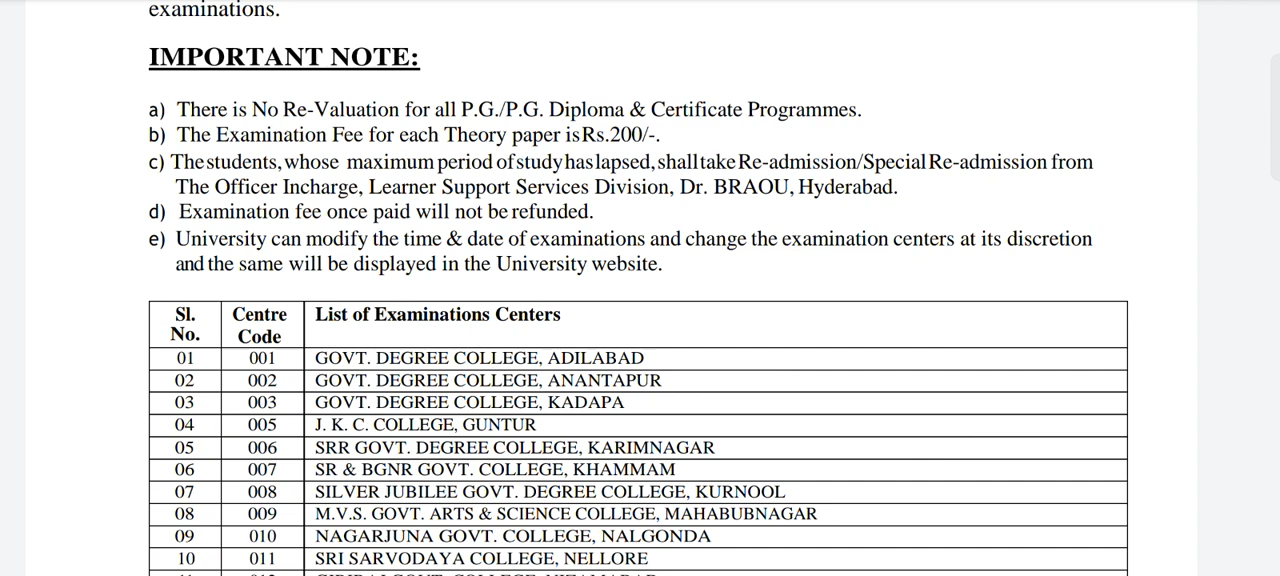 examinations.
IMPORTANT NOTE:
a) There is No Re-Valuation for all P.G./P.G. Diploma & Certificate Programmes.
b) The Examination Fee for each Theory paper is Rs.200/-.
c) The students, whose maximum period of study has lapsed, shall take Re-admission/Special Re-admission from
The Officer Incharge, Learner Support Services Division, Dr. BRAOU, Hyderabad.
d) Examination fee once paid will not be refunded.
e) University can modify the time & date of examinations and change the examination centers at its discretion
and the same will be displayed in the University website.
Sl. No. Centre Code List of Examinations Centers
01 001 GOVT. DEGREE COLLEGE, ADILABAD
02 002 GOVT. DEGREE COLLEGE, ANANTAPUR
03 003 GOVT. DEGREE COLLEGE, KADAPA
04 005 J. K. C. COLLEGE, GUNTUR
05 006 SRR GOVT. DEGREE COLLEGE, KARIMNAGAR
06 007 SR & BGNR GOVT. COLLEGE, KHAMMAM
07 008 SILVER JUBILEE GOVT. DEGREE COLLEGE, KURNOOL
08 009 M.V.S. GOVT. ARTS & SCIENCE COLLEGE, MAHABUBNAGAR
09 010 NAGARJUNA GOVT. COLLEGE, NALGONDA
10 011 SRI SARVODAYA COLLEGE, NELLORE